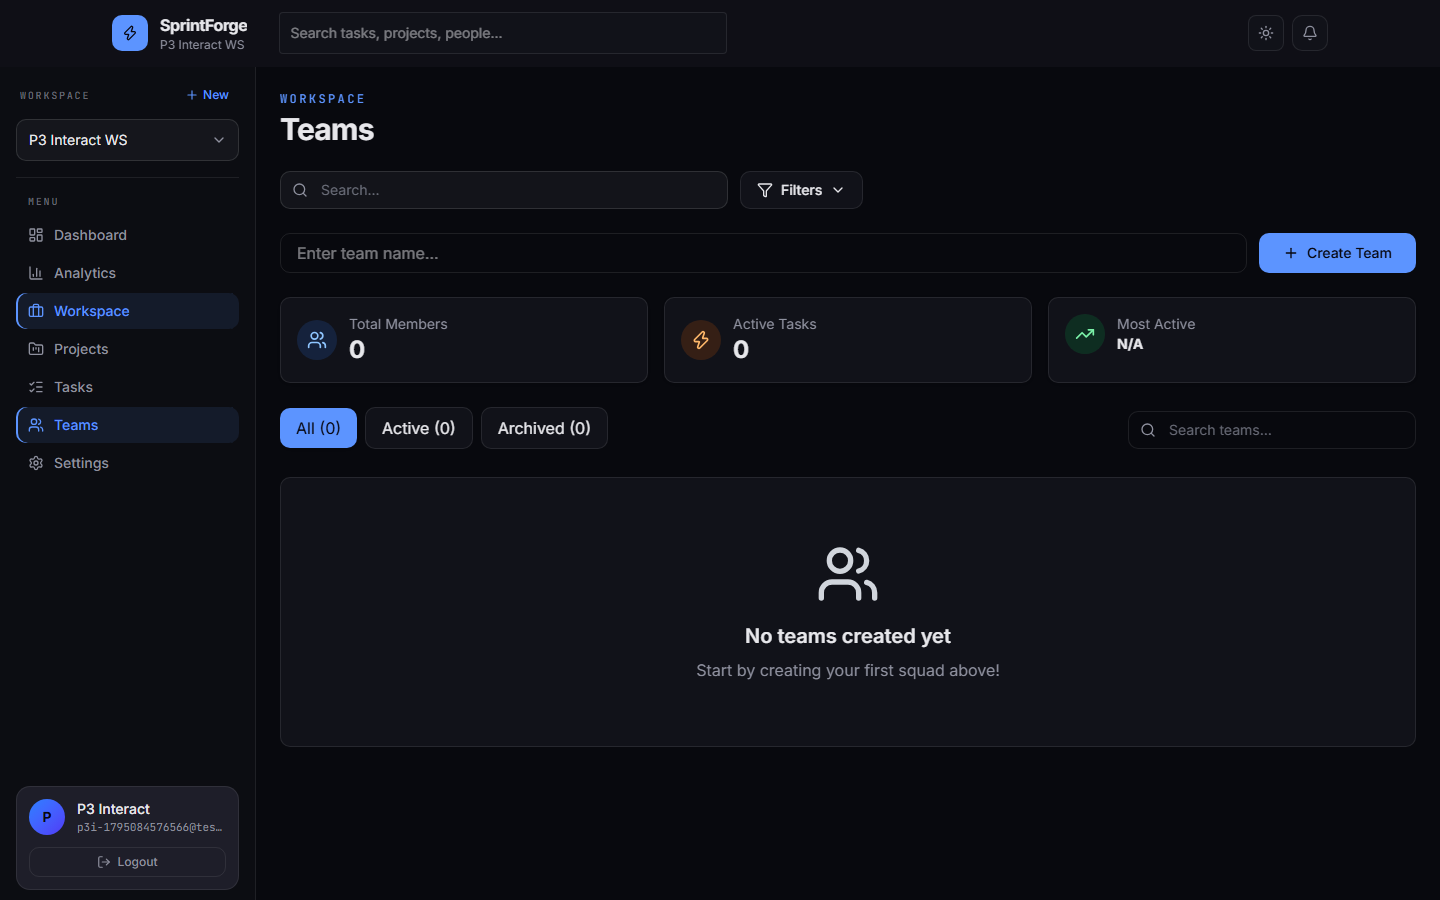 SprintForge
P3 Interact WS
Search tasks, projects, people...
WORKSPACE
New
P3 Interact WS
MENU
Dashboard
Analytics
Workspace
Projects
Tasks
Teams
Settings
P
P3 Interact
p3i-1795084576566@tes…
Logout
WORKSPACE
Teams
Search...
Filters
Enter team name...
Create Team
Total Members
0
Active Tasks
0
Most Active
N/A
All (0)
Active (0)
Archived (0)
Search teams...
No teams created yet
Start by creating your first squad above!